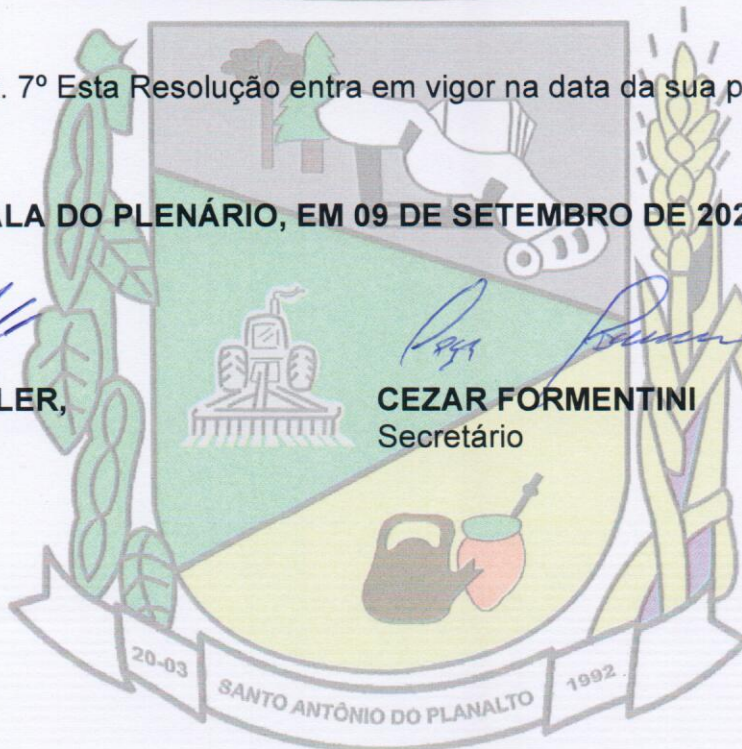 . 7º Esta Resolução entra em vigor na data da sua p
ALA DO PLENÁRIO, EM 09 DE SETEMBRO DE 202
LER,
CEZAR FORMENTINI
Secretário
20-03 SANTO ANTÔNIO DO PLANALTO 1992